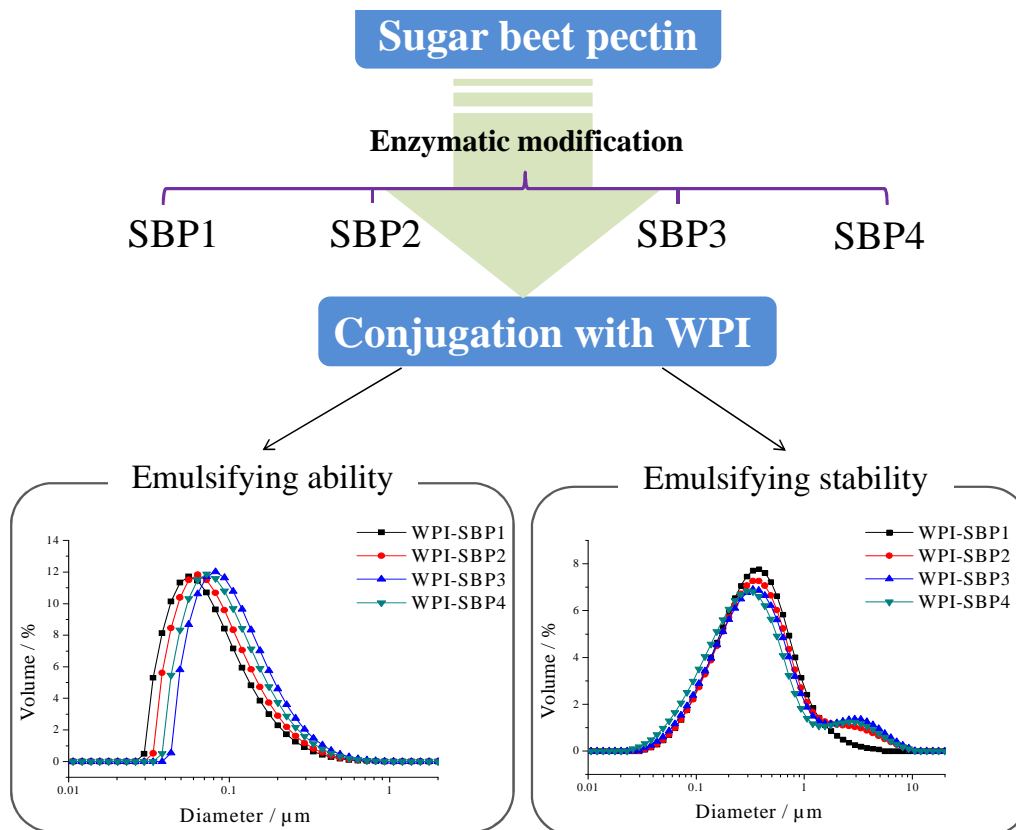 Sugar beet pectin
Enzymatic modification
SBP1 SBP2 SBP3 SBP4
Conjugation with WPI
Emulsifying ability
14
12
10
8
6
4
2
0
Volume / %
WPI-SBP1
WPI-SBP2
WPI-SBP3
WPI-SBP4
0.01 0.1 1
Diameter / µm
Emulsifying stability
8
6
4
2
0
Volume / %
WPI-SBP1
WPI-SBP2
WPI-SBP3
WPI-SBP4
0.01 0.1 1 10
Diameter / µm